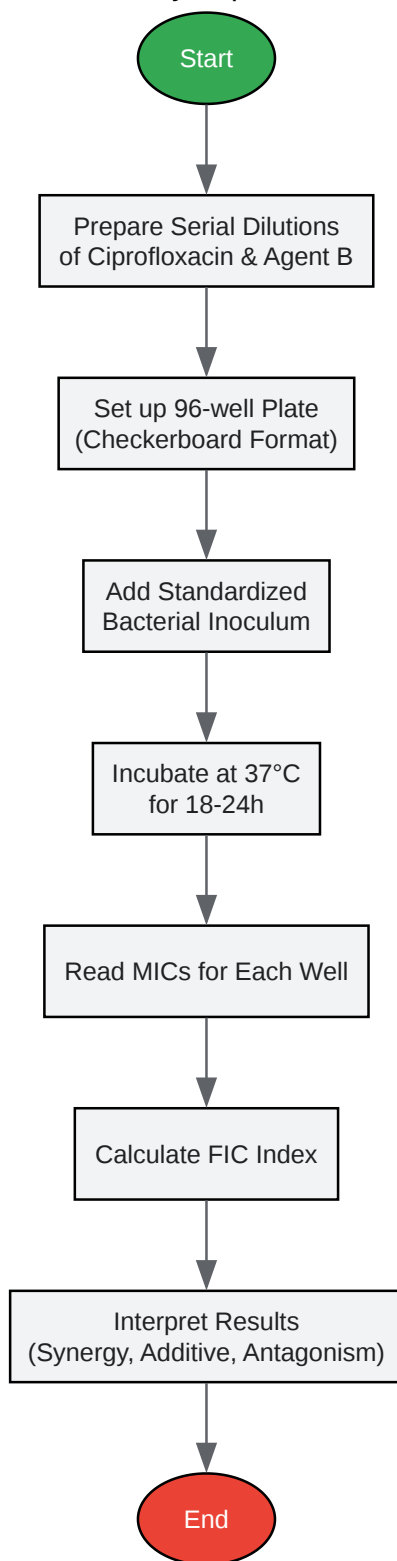 Start
Prepare Serial Dilutions
of Ciprofloxacin & Agent B
Set up 96-well Plate
(Checkerboard Format)
Add Standardized
Bacterial Inoculum
Incubate at 37°C
for 18-24h
Read MICs for Each Well
Calculate FIC Index
Interpret Results
(Synergy, Additive, Antagonism)
End